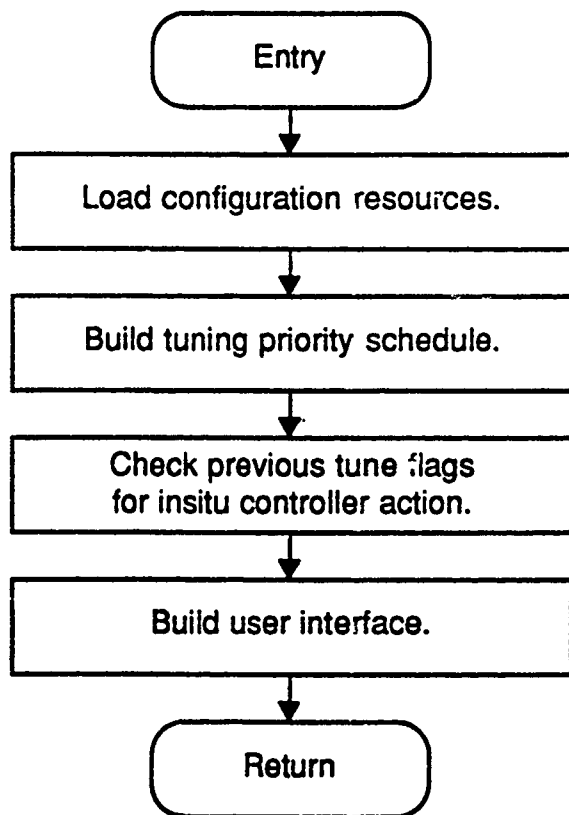 Entry
Load configuration resources.
Build tuning priority schedule.
Check previous tune flags
for insitu controller action.
Build user interface.
Return